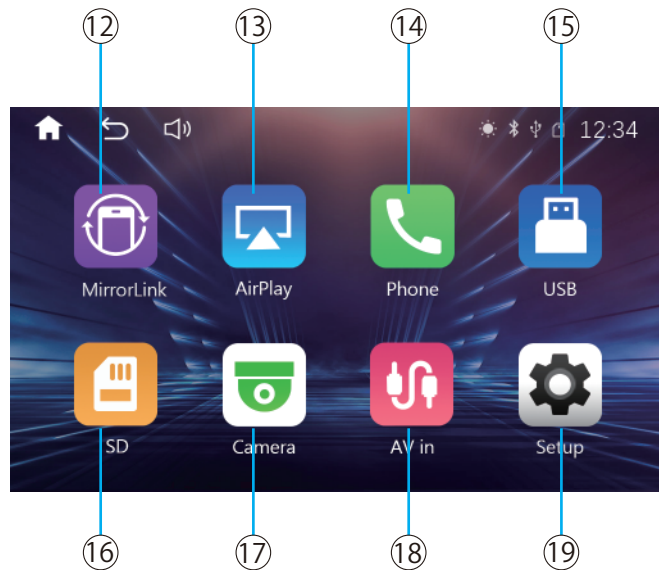 ⑫ ⑬ ⑭ ⑮
12:34
MirrorLink AirPlay Phone USB
SD Camera AV in Setup
⑯ ⑰ ⑱ ⑲